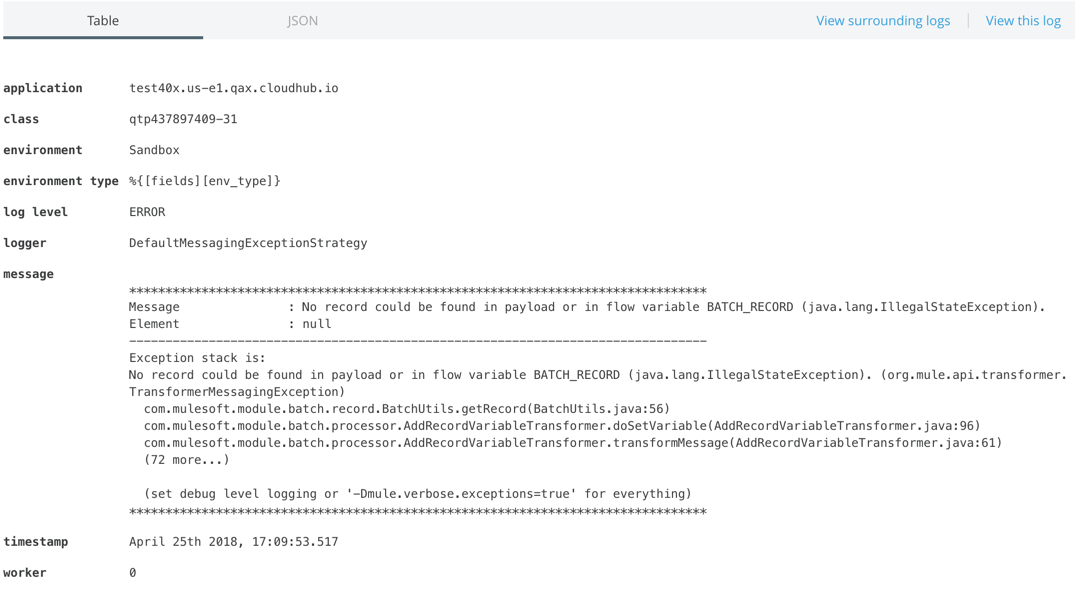 Table JSON View surrounding logs | View this log
application test40x.us-e1.qax.cloudhub.io
class qtp437897409-31
environment Sandbox
environment type %{[fields][env_type]}
log level ERROR
logger DefaultMessagingExceptionStrategy
message
********************************************************************************
Message : No record could be found in payload or in flow variable BATCH_RECORD (java.lang.IllegalStateException).
Element : null
--------------------------------------------------------------------------------
Exception stack is:
No record could be found in payload or in flow variable BATCH_RECORD (java.lang.IllegalStateException). (org.mule.api.transformer.
TransformerMessagingException)
com.mulesoft.module.batch.record.BatchUtils.getRecord(BatchUtils.java:56)
com.mulesoft.module.batch.processor.AddRecordVariableTransformer.doSetVariable(AddRecordVariableTransformer.java:96)
com.mulesoft.module.batch.processor.AddRecordVariableTransformer.transformMessage(AddRecordVariableTransformer.java:61)
(72 more...)
(set debug level logging or '-Dmule.verbose.exceptions=true' for everything)
********************************************************************************
timestamp April 25th 2018, 17:09:53.517
worker 0